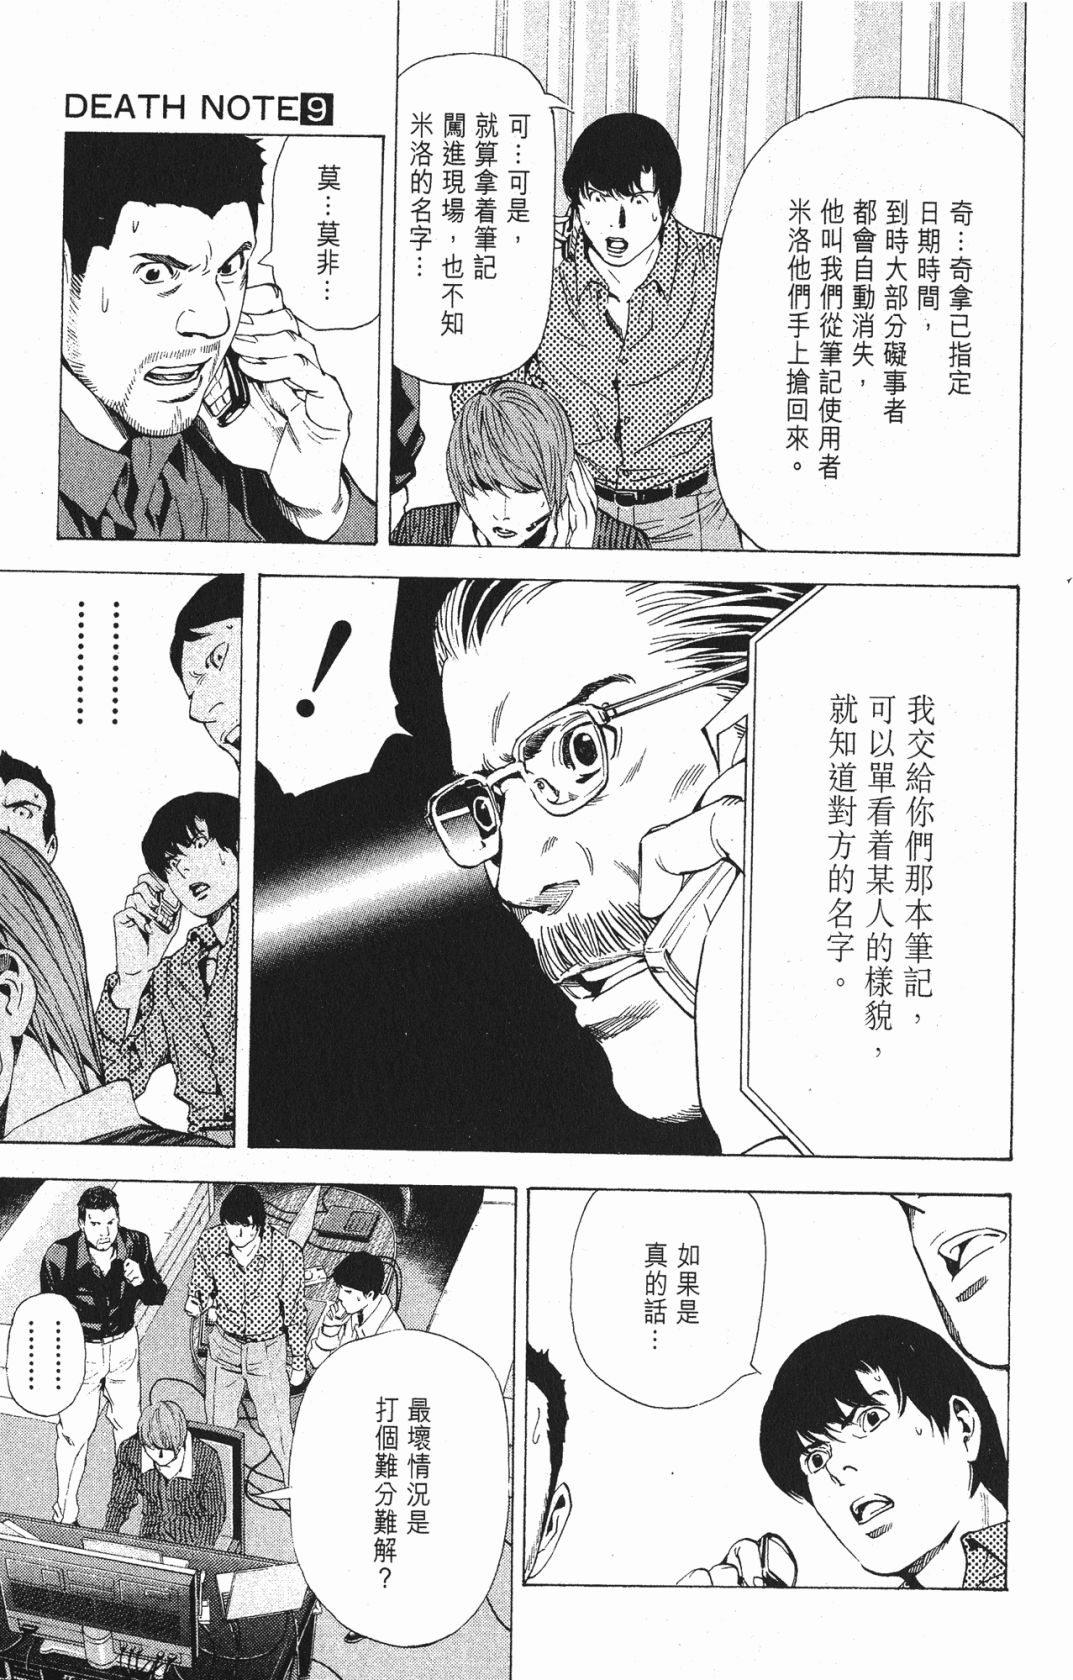 DEATH NOTE 9
奇…奇拿已指定
日期時間，
到時大部分礙事者
都會自動消失，
他叫我們從筆記使用者
米洛他們手上搶回來。
可…可是，
就算拿着筆記
闖進現場，也不知
米洛的名字…
莫…莫非…
我交給你們那本筆記，
可以單看着某人的樣貌，
就知道對方的名字。
！
………
………
如果是
真的話…
最壞情況是
打個難分難解？
………
………